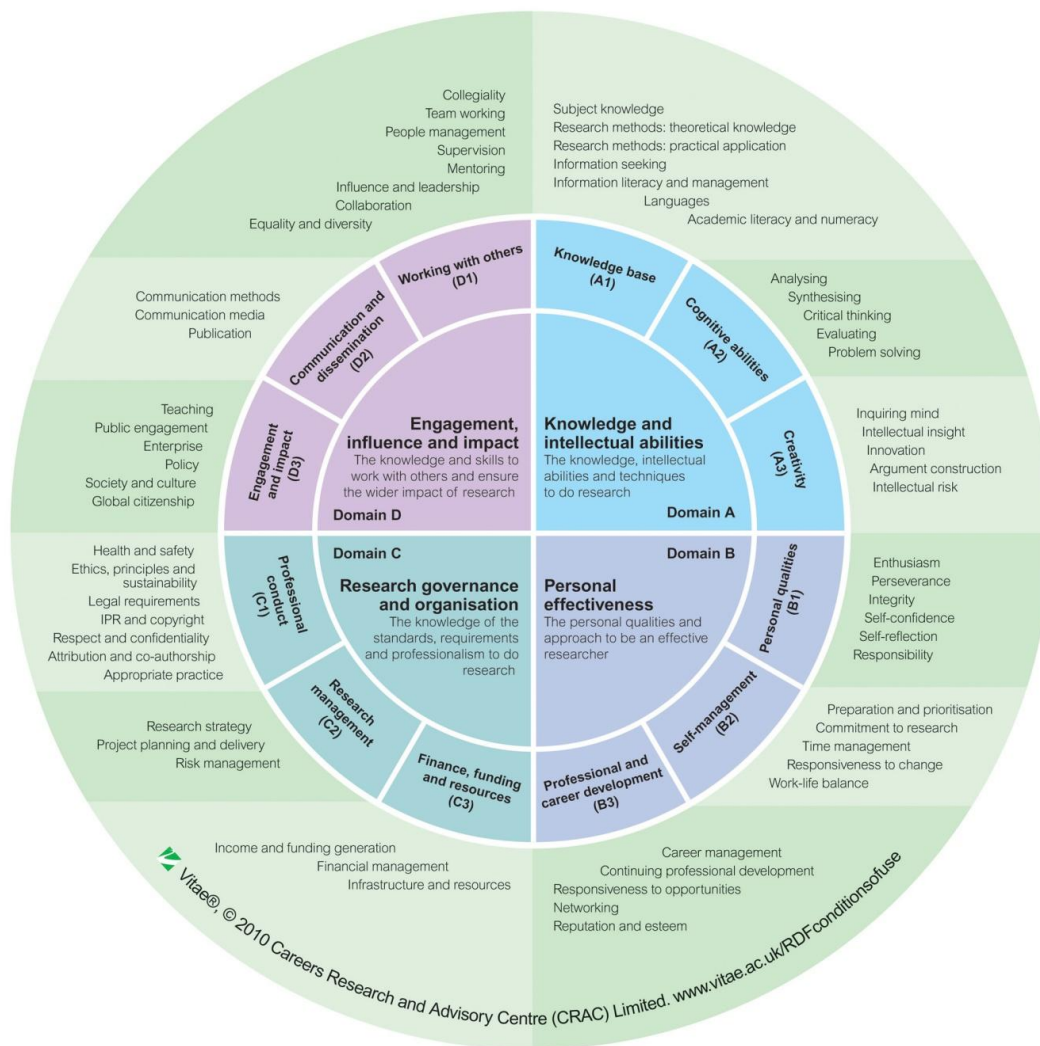 Collegiality
Team working
People management
Supervision
Mentoring
Influence and leadership
Collaboration
Equality and diversity
Subject knowledge
Research methods: theoretical knowledge
Research methods: practical application
Information seeking
Information literacy and management
Languages
Academic literacy and numeracy
Working with others
(D1)
Knowledge base
(A1)
Communication methods
Communication media
Publication
Communication and
dissemination
(D2)
Cognitive abilities
(A2)
Analysing
Synthesising
Critical thinking
Evaluating
Problem solving
Teaching
Public engagement
Enterprise
Policy
Society and culture
Global citizenship
Engagement
and impact
(D3)
Engagement,
influence and impact
The knowledge and skills to
work with others and ensure
the wider impact of research
Domain D
Knowledge and
intellectual abilities
The knowledge, intellectual
abilities and techniques
to do research
Domain A
Creativity
(A3)
Inquiring mind
Intellectual insight
Innovation
Argument construction
Intellectual risk
Health and safety
Ethics, principles and
sustainability
Legal requirements
IPR and copyright
Respect and confidentiality
Attribution and co-authorship
Appropriate practice
Professional
conduct
(C1)
Domain C
Research governance
and organisation
The knowledge of the
standards, requirements
and professionalism to do
research
Domain B
Personal
effectiveness
The personal qualities and
approach to be an effective
researcher
Personal qualities
(B1)
Enthusiasm
Perseverance
Integrity
Self-confidence
Self-reflection
Responsibility
Research strategy
Project planning and delivery
Risk management
Research
management
(C2)
Self-management
(B2)
Preparation and prioritisation
Commitment to research
Time management
Responsiveness to change
Work-life balance
Finance, funding
and resources
(C3)
Professional and
career development
(B3)
Income and funding generation
Financial management
Infrastructure and resources
Career management
Continuing professional development
Responsiveness to opportunities
Networking
Reputation and esteem
Vitae®, © 2010 Careers Research and Advisory Centre (CRAC) Limited. www.vitae.ac.uk/RDFconditionsofuse